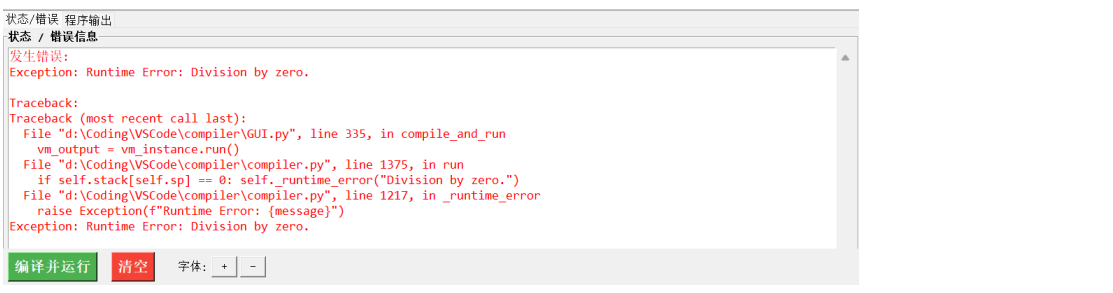 状态/错误 程序输出
状态 / 错误信息
发生错误:
Exception: Runtime Error: Division by zero.
Traceback:
Traceback (most recent call last):
  File "d:\Coding\VSCode\compiler\GUI.py", line 335, in compile_and_run
    vm_output = vm_instance.run()
  File "d:\Coding\VSCode\compiler\compiler.py", line 1375, in run
    if self.stack[self.sp] == 0: self._runtime_error("Division by zero.")
  File "d:\Coding\VSCode\compiler\compiler.py", line 1217, in _runtime_error
    raise Exception(f"Runtime Error: {message}")
Exception: Runtime Error: Division by zero.
编译并运行 清空 字体: + -